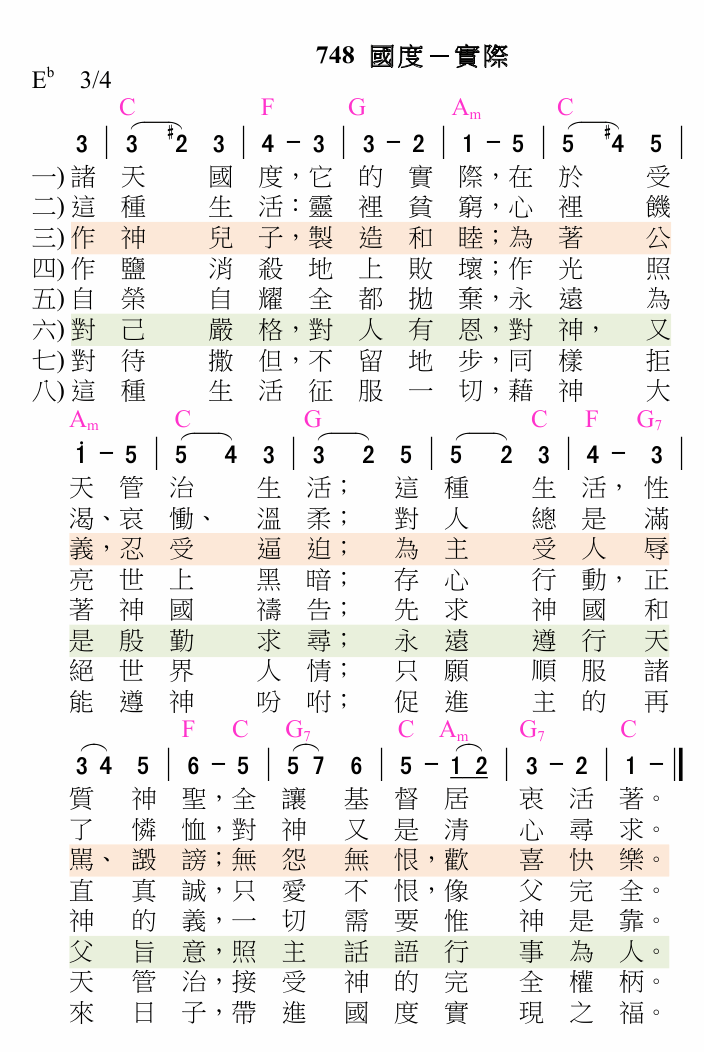 748 國度－實際
E♭ 3/4
C F G Am C
3 | 3 #2 3 | 4 - 3 | 3 - 2 | 1 - 5 | 5 #4 5 |
一) 諸天國度，它的實際，在於受
二) 這種生活：靈裡貧窮，心裡饑
三) 作神兒子，製造和睦；為著公
四) 作鹽消殺地上敗壞；作光照
五) 自榮自耀全都拋棄，永遠為
六) 對己嚴格，對人有恩，對神，又
七) 對待撒但，不留地步，同樣拒
八) 這種生活征服一切，藉神大
Am C G C F G7
i - 5 | 5 4 3 | 3 2 5 | 5 2 3 | 4 - 3 |
天管治生活；這種生活，性
渴、哀慟、溫柔；對人總是滿
義，忍受逼迫；為主受人辱
亮世上黑暗；存心行動，正
著神國禱告；先求神國和
是殷勤求尋；永遠遵行天
絕世界人情；只願順服諸
能遵神吩咐；促進主的再
F C G7 C Am G7 C
3 4 5 | 6 - 5 | 5 7 6 | 5 - 1 2 | 3 - 2 | 1 - ‖
質神聖，全讓基督居衷活著。
了憐恤，對神又是清心尋求。
罵、譭謗；無怨無恨，歡喜快樂。
直真誠，只愛不恨，像父完全。
神的義，一切需要惟神是靠。
父旨意，照主話語行事為人。
天管治，接受神的完全權柄。
來日子，帶進國度實現之福。